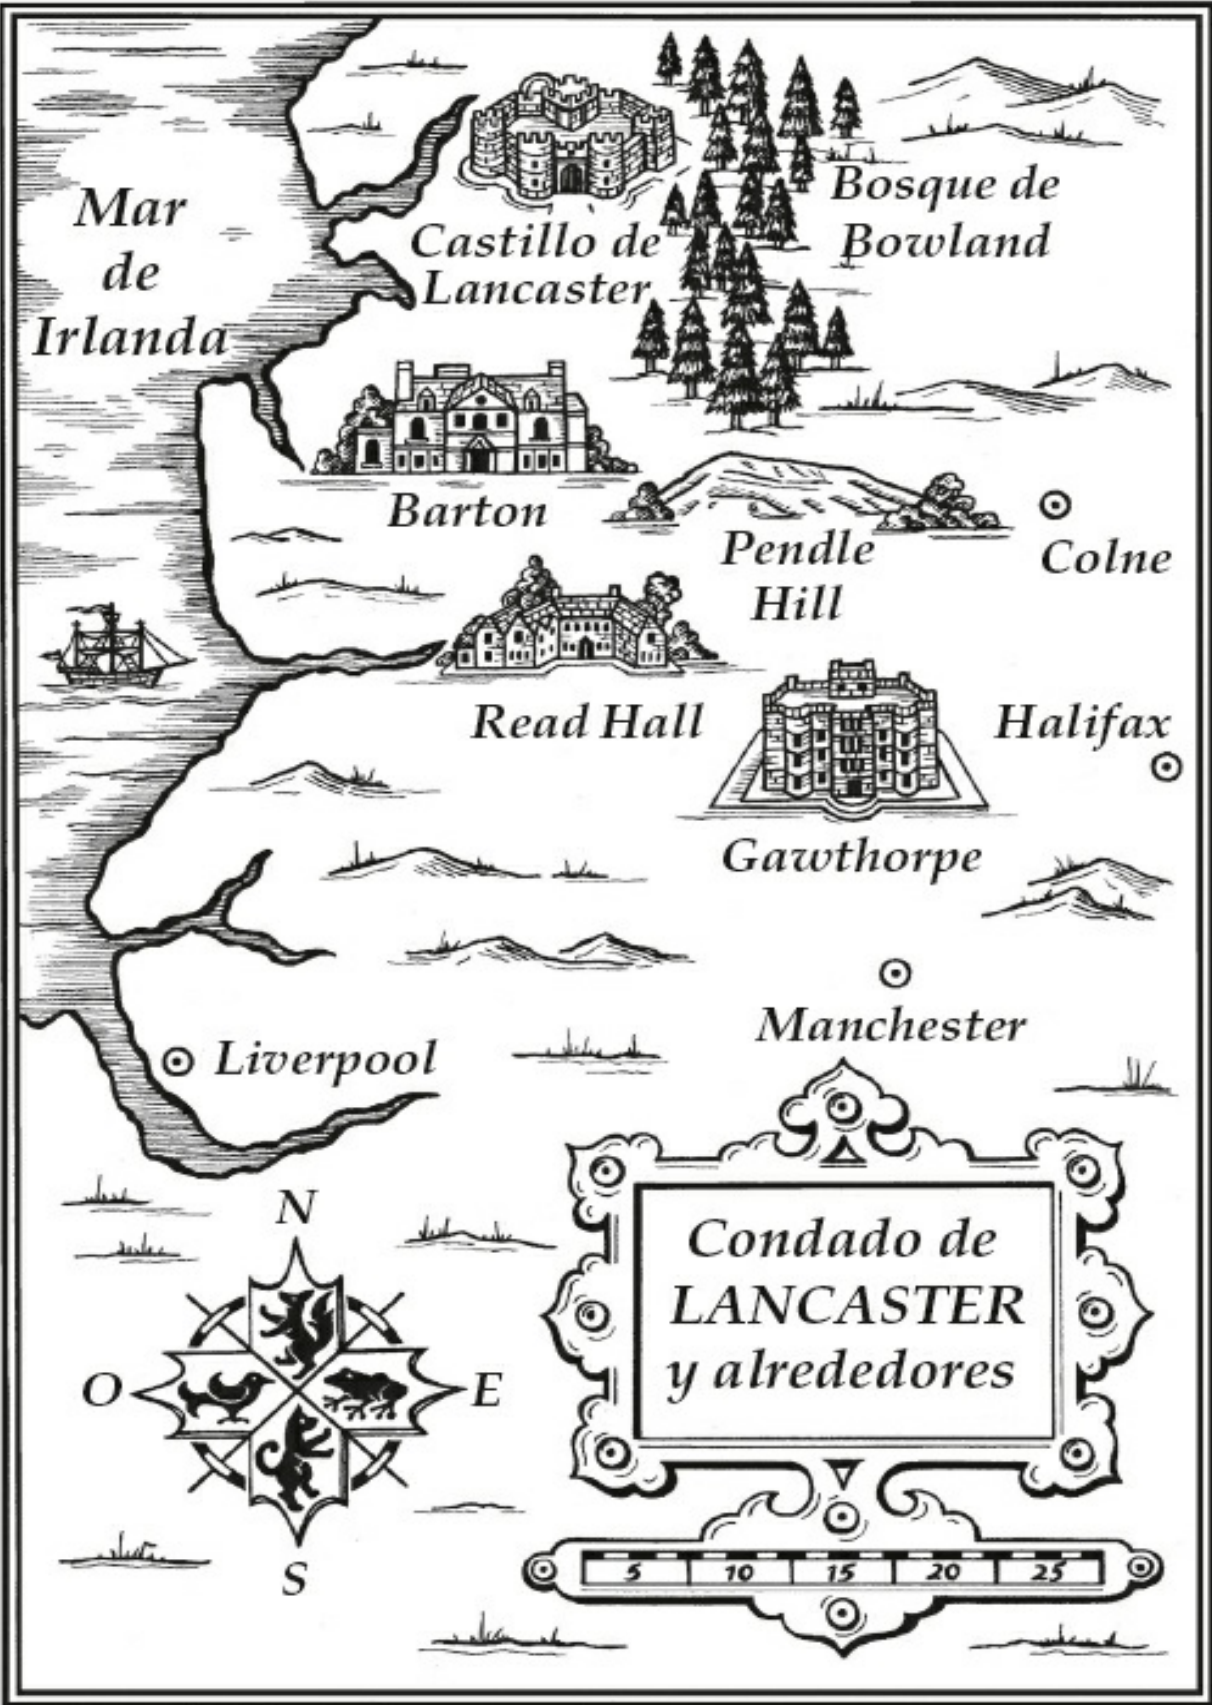 Mar
de
Irlanda
Castillo de
Lancaster
Bosque de
Bowland
Barton
Pendle
Hill
Colne
Read Hall
Halifax
Gawthorpe
Manchester
Liverpool
N
O
E
S
Condado de
LANCASTER
y alrededores
5 10 15 20 25